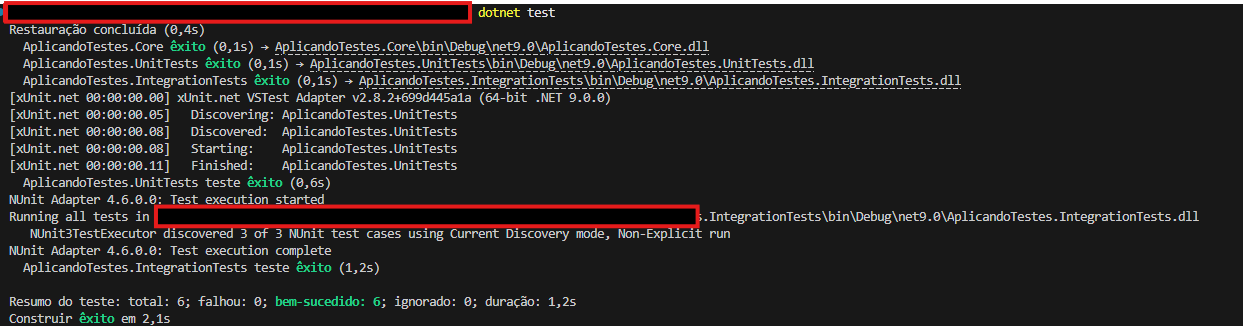 dotnet test
Restauração concluída (0,4s)
AplicandoTestes.Core êxito (0,1s) → AplicandoTestes.Core\bin\Debug\net9.0\AplicandoTestes.Core.dll
AplicandoTestes.UnitTests êxito (0,1s) → AplicandoTestes.UnitTests\bin\Debug\net9.0\AplicandoTestes.UnitTests.dll
AplicandoTestes.IntegrationTests êxito (0,1s) → AplicandoTestes.IntegrationTests\bin\Debug\net9.0\AplicandoTestes.IntegrationTests.dll
[xUnit.net 00:00:00.00] xUnit.net VSTest Adapter v2.8.2+699d445a1a (64-bit .NET 9.0.0)
[xUnit.net 00:00:00.05]   Discovering: AplicandoTestes.UnitTests
[xUnit.net 00:00:00.08]   Discovered:  AplicandoTestes.UnitTests
[xUnit.net 00:00:00.08]   Starting:    AplicandoTestes.UnitTests
[xUnit.net 00:00:00.11]   Finished:    AplicandoTestes.UnitTests
AplicandoTestes.UnitTests teste êxito (0,6s)
NUnit Adapter 4.6.0.0: Test execution started
Running all tests in s.IntegrationTests\bin\Debug\net9.0\AplicandoTestes.IntegrationTests.dll
NUnit3TestExecutor discovered 3 of 3 NUnit test cases using Current Discovery mode, Non-Explicit run
NUnit Adapter 4.6.0.0: Test execution complete
AplicandoTestes.IntegrationTests teste êxito (1,2s)
Resumo do teste: total: 6; falhou: 0; bem-sucedido: 6; ignorado: 0; duração: 1,2s
Construir êxito em 2,1s